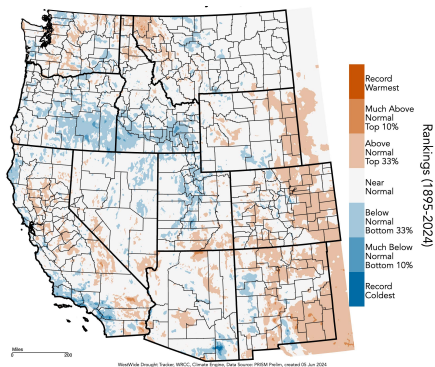 Record
Warmest
Much Above
Normal
Top 10%
Above
Normal
Top 33%
Near
Normal
Below
Normal
Bottom 33%
Much Below
Normal
Bottom 10%
Record
Coldest
Rankings (1895-2024)
Miles
0 200
WestWide Drought Tracker, WRCC, Climate Engine, Data Source: PRISM Prelim, created 05 Jun 2024